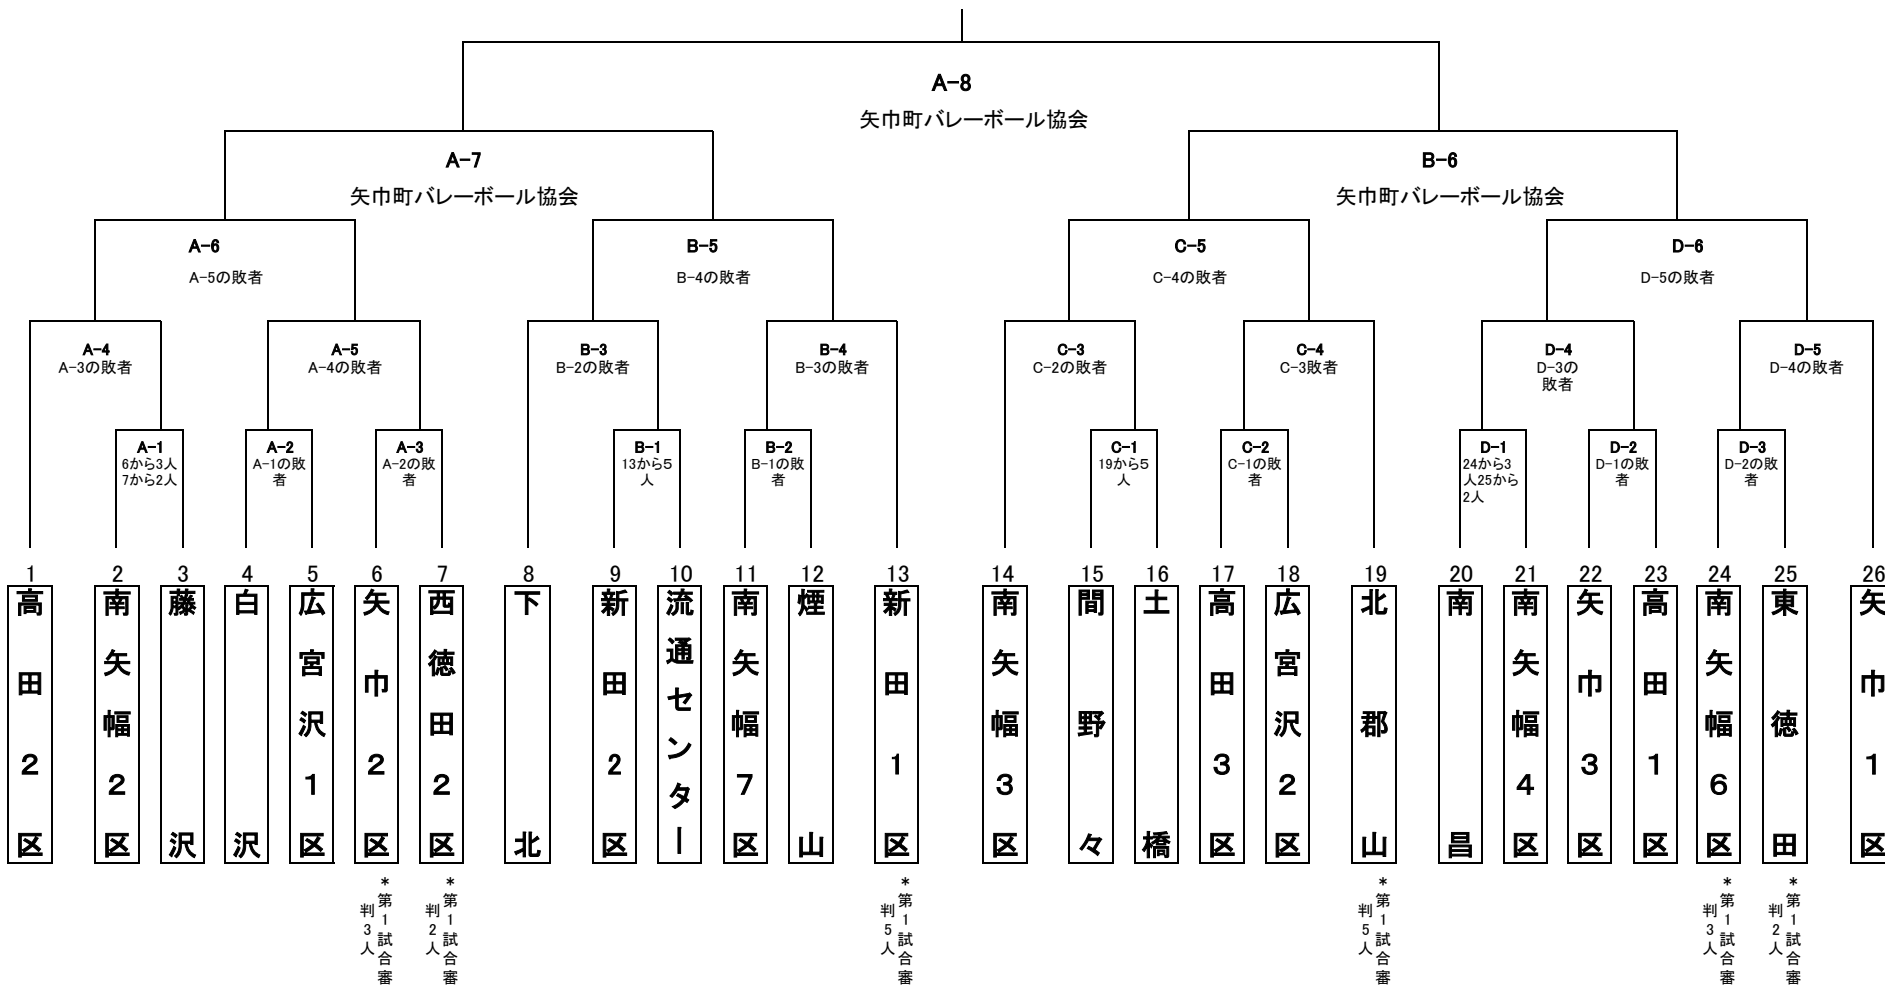 A-8
矢巾町バレーボール協会
A-7
矢巾町バレーボール協会
B-6
矢巾町バレーボール協会
A-6
A-5の敗者
B-5
B-4の敗者
C-5
C-4の敗者
D-6
D-5の敗者
A-4
A-3の敗者
A-5
A-4の敗者
B-3
B-2の敗者
B-4
B-3の敗者
C-3
C-2の敗者
C-4
C-3敗者
D-4
D-3の
敗者
D-5
D-4の敗者
A-1
6から3人
7から2人
A-2
A-1の敗
者
A-3
A-2の敗
者
B-1
13から5
人
B-2
B-1の敗
者
C-1
19から5
人
C-2
C-1の敗
者
D-1
24から3
人25から
2人
D-2
D-1の敗
者
D-3
D-2の敗
者
1
高田2区
2
南矢幅2区
3
藤沢
4
白沢
5
広宮沢1区
6
矢巾2区
7
西徳田2区
8
下北
9
新田2区
10
流通センター
11
南矢幅7区
12
煙山
13
新田1区
14
南矢幅3区
15
間野々
16
土橋
17
高田3区
18
広宮沢2区
19
北郡山
20
南昌
21
南矢幅4区
22
矢巾3区
23
高田1区
24
南矢幅6区
25
東徳田
26
矢巾1区
*第1試合審
判3人
*第1試合審
判2人
*第1試合審
判5人
*第1試合審
判5人
*第1試合審
判3人
*第1試合審
判2人